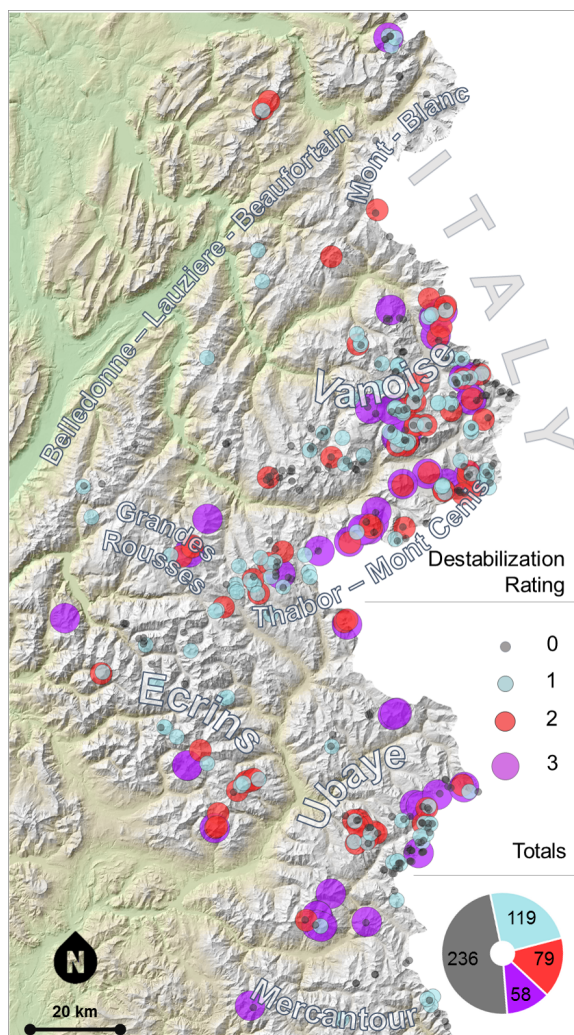 Mont - Blanc
ITALY
Belledonne – Lauziere - Beaufortain
Vanoise
Grandes
Rousses
Thabor – Mont Cenis
Destabilization
Rating
0
1
2
3
Ecrins
Ubaye
Totals
119
236
79
58
N
20 km
Mercantour